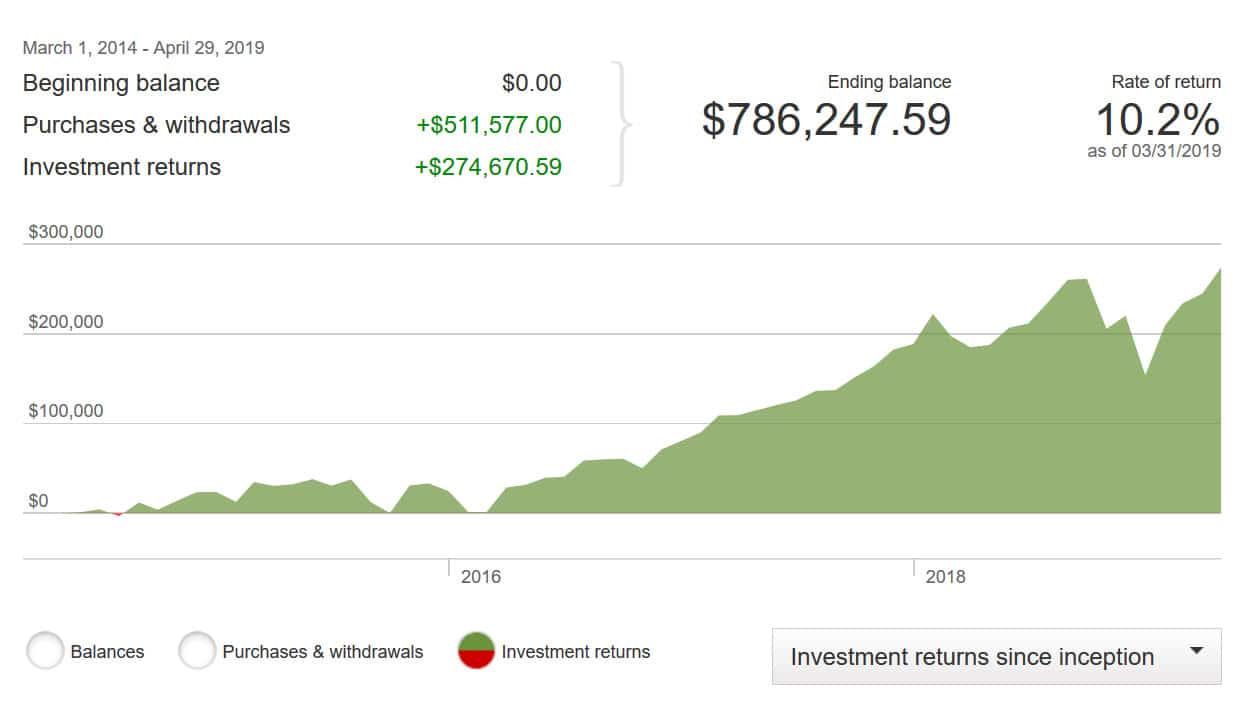 March 1, 2014 - April 29, 2019
Beginning balance $0.00
Purchases & withdrawals +$511,577.00
Investment returns +$274,670.59
Ending balance
$786,247.59
Rate of return
10.2%
as of 03/31/2019
$300,000
$200,000
$100,000
$0
2016 2018
Balances Purchases & withdrawals Investment returns
Investment returns since inception